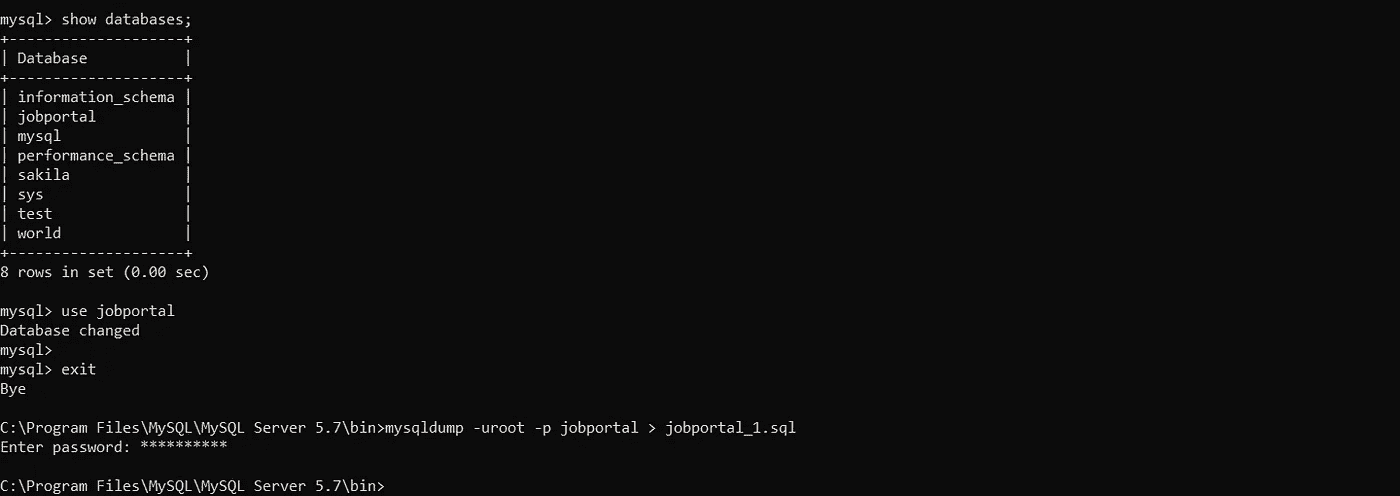 mysql> show databases;
+--------------------+
| Database           |
+--------------------+
| information_schema |
| jobportal          |
| mysql              |
| performance_schema |
| sakila             |
| sys                |
| test               |
| world              |
+--------------------+
8 rows in set (0.00 sec)
mysql> use jobportal
Database changed
mysql>
mysql> exit
Bye
C:\Program Files\MySQL\MySQL Server 5.7\bin>mysqldump -uroot -p jobportal > jobportal_1.sql
Enter password: **********
C:\Program Files\MySQL\MySQL Server 5.7\bin>